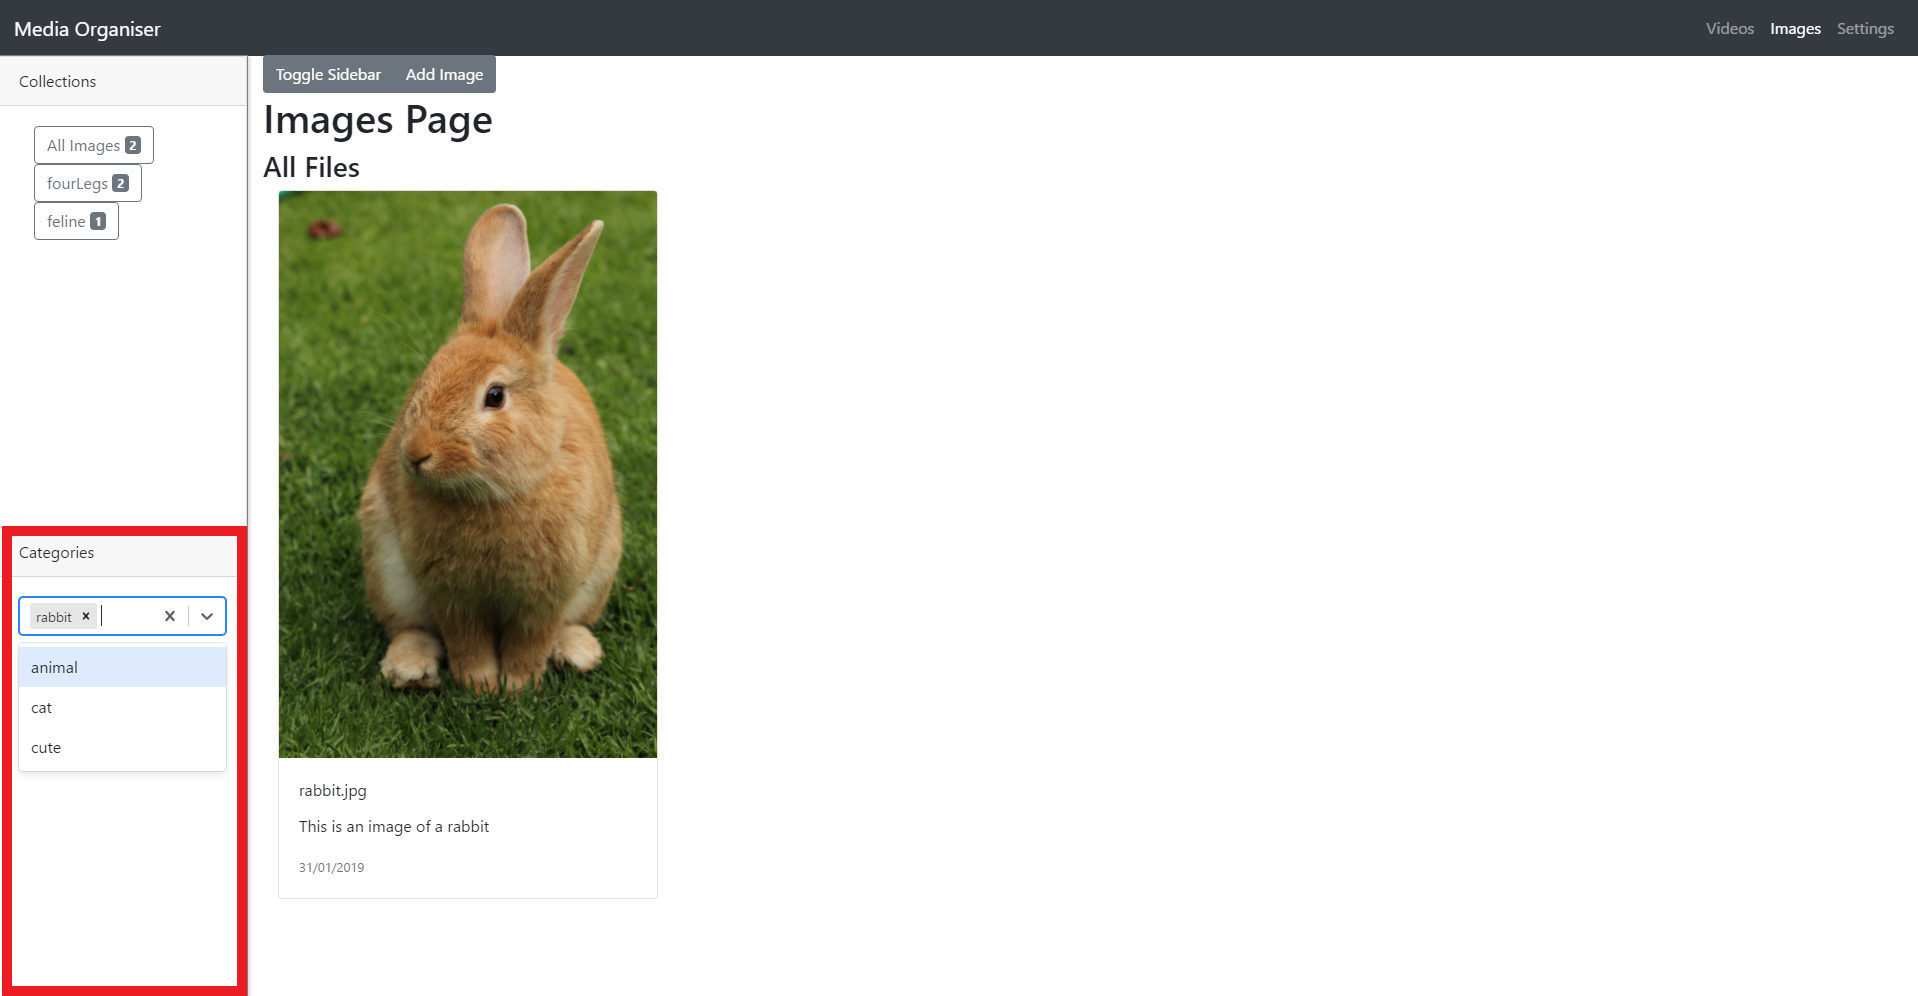 Media Organiser
Videos Images Settings
Collections
All Images 2
fourLegs 2
feline 1
Categories
rabbit
animal
cat
cute
Toggle Sidebar Add Image
Images Page
All Files
rabbit.jpg
This is an image of a rabbit
31/01/2019